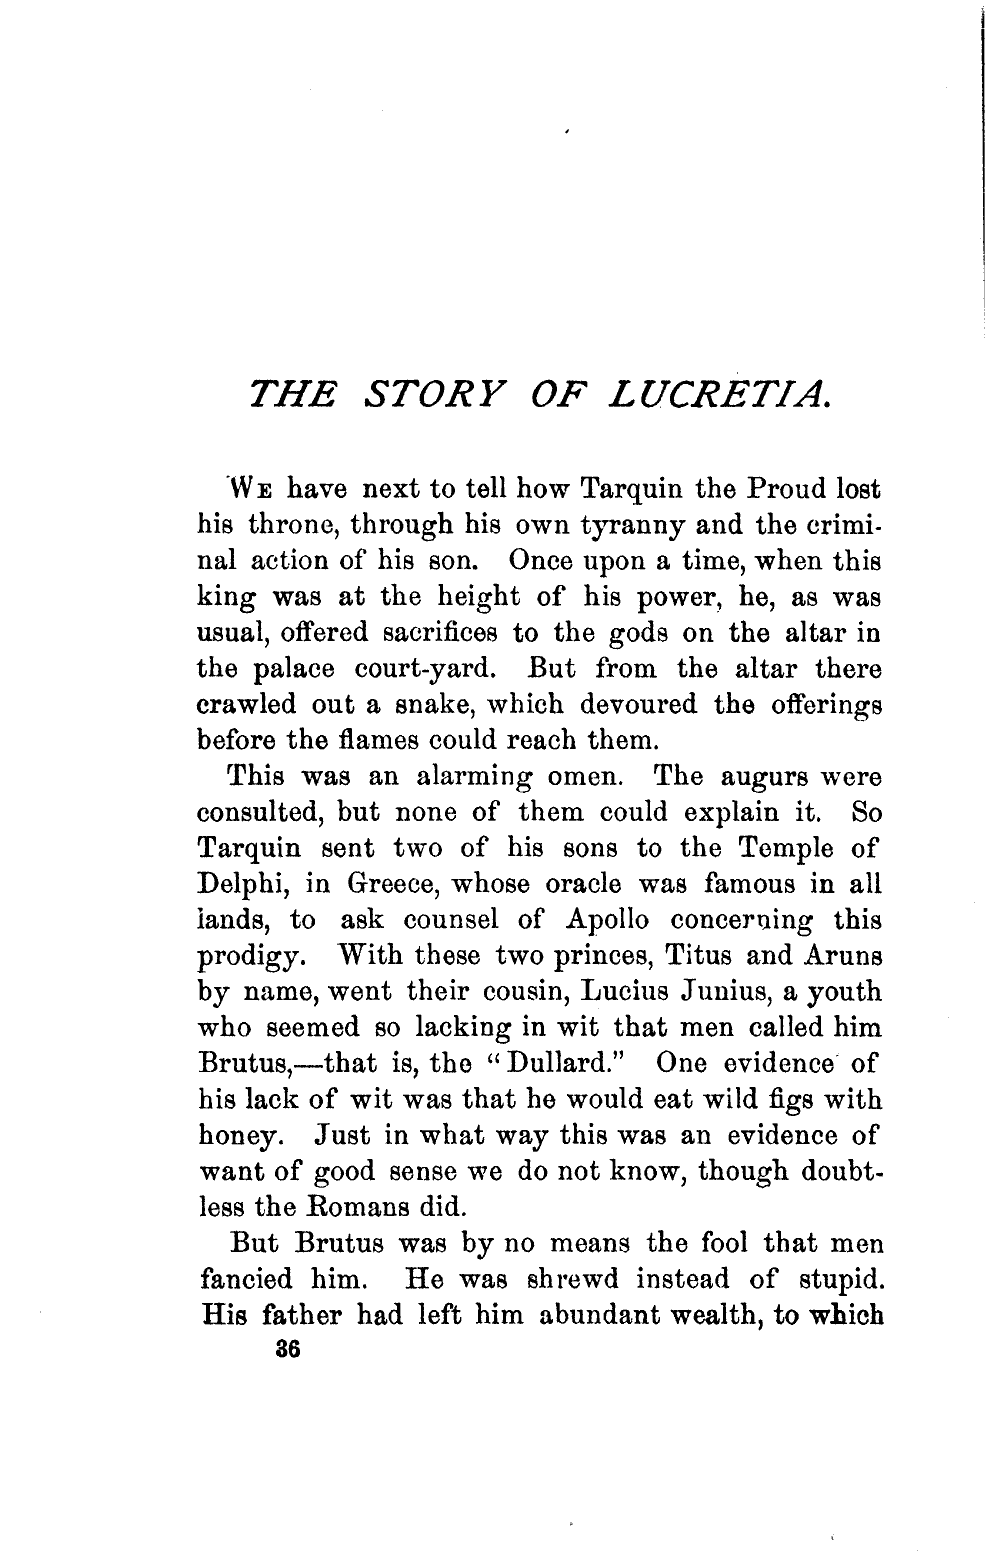 THE STORY OF LUCRETIA.
WE have next to tell how Tarquin the Proud lost
his throne, through his own tyranny and the crimi-
nal action of his son. Once upon a time, when this
king was at the height of his power, he, as was
usual, offered sacrifices to the gods on the altar in
the palace court-yard. But from the altar there
crawled out a snake, which devoured the offerings
before the flames could reach them.
This was an alarming omen. The augurs were
consulted, but none of them could explain it. So
Tarquin sent two of his sons to the Temple of
Delphi, in Greece, whose oracle was famous in all
lands, to ask counsel of Apollo concerning this
prodigy. With these two princes, Titus and Aruns
by name, went their cousin, Lucius Junius, a youth
who seemed so lacking in wit that men called him
Brutus,—that is, the “Dullard.” One evidence of
his lack of wit was that he would eat wild figs with
honey. Just in what way this was an evidence of
want of good sense we do not know, though doubt-
less the Romans did.
But Brutus was by no means the fool that men
fancied him. He was shrewd instead of stupid.
His father had left him abundant wealth, to which
36